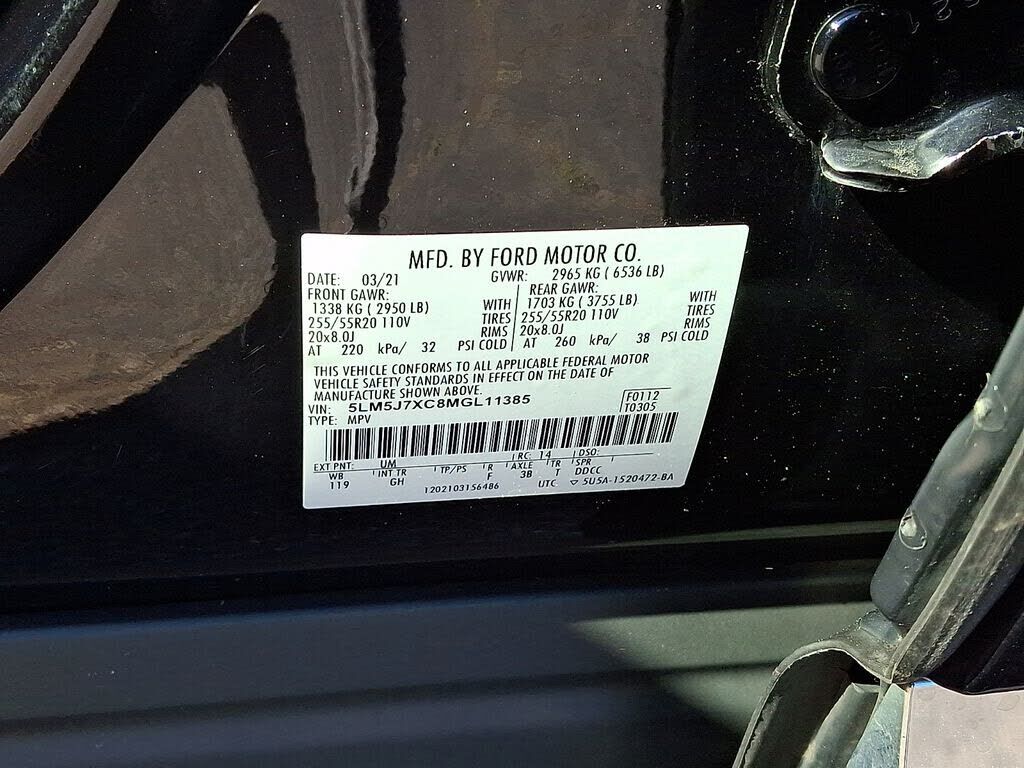 MFD. BY FORD MOTOR CO.
DATE: 03/21 GVWR: 2965 KG ( 6536 LB)
FRONT GAWR: REAR GAWR:
1338 KG ( 2950 LB) WITH 1703 KG ( 3755 LB) WITH
255/55R20 110V TIRES 255/55R20 110V TIRES
20x8.0J RIMS 20x8.0J RIMS
AT 220 kPa/ 32 PSI COLD AT 260 kPa/ 38 PSI COLD
THIS VEHICLE CONFORMS TO ALL APPLICABLE FEDERAL MOTOR
VEHICLE SAFETY STANDARDS IN EFFECT ON THE DATE OF
MANUFACTURE SHOWN ABOVE.
VIN: 5LM5J7XC8MGL11385 F0112
TYPE: MPV T0305
EXT PNT: UM RC: 14 DSO:
WB INT TR TP/PS R AXLE TR SPR
119 GH F 3B T DDCC
1202103156486 UTC ▽ 5U5A-1520472-BA